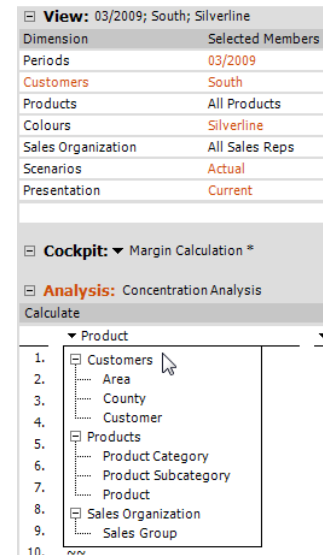 View: 03/2009; South; Silverline
Dimension Selected Members
Periods 03/2009
Customers South
Products All Products
Colours Silverline
Sales Organization All Sales Reps
Scenarios Actual
Presentation Current
Cockpit: Margin Calculation *
Analysis: Concentration Analysis
Calculate
Product
1. Customers
2. Area
3. County
4. Customer
5. Products
6. Product Category
7. Product Subcategory
Product
8. Sales Organization
9. Sales Group
10.